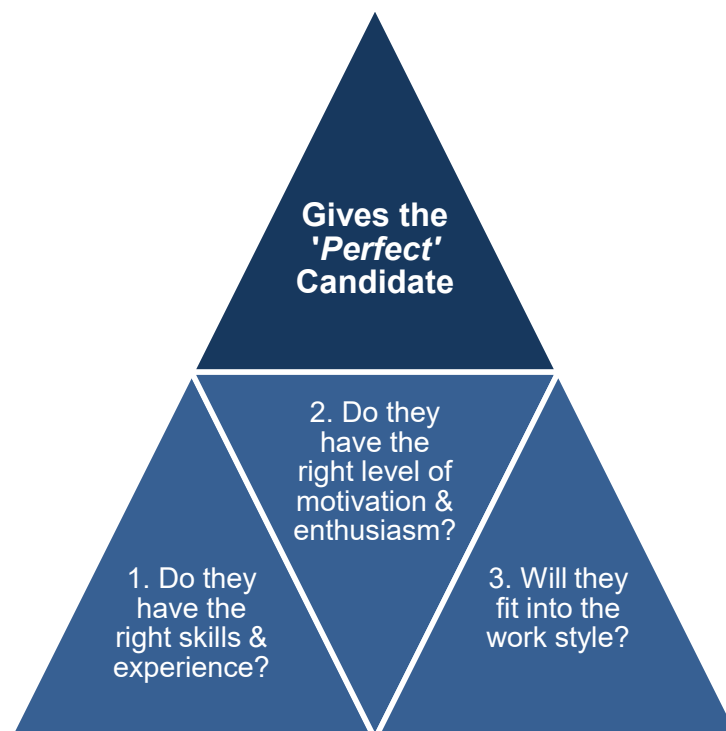 Gives the
'Perfect'
Candidate
2. Do they
have the
right level of
motivation &
enthusiasm?
1. Do they
have the
right skills &
experience?
3. Will they
fit into the
work style?